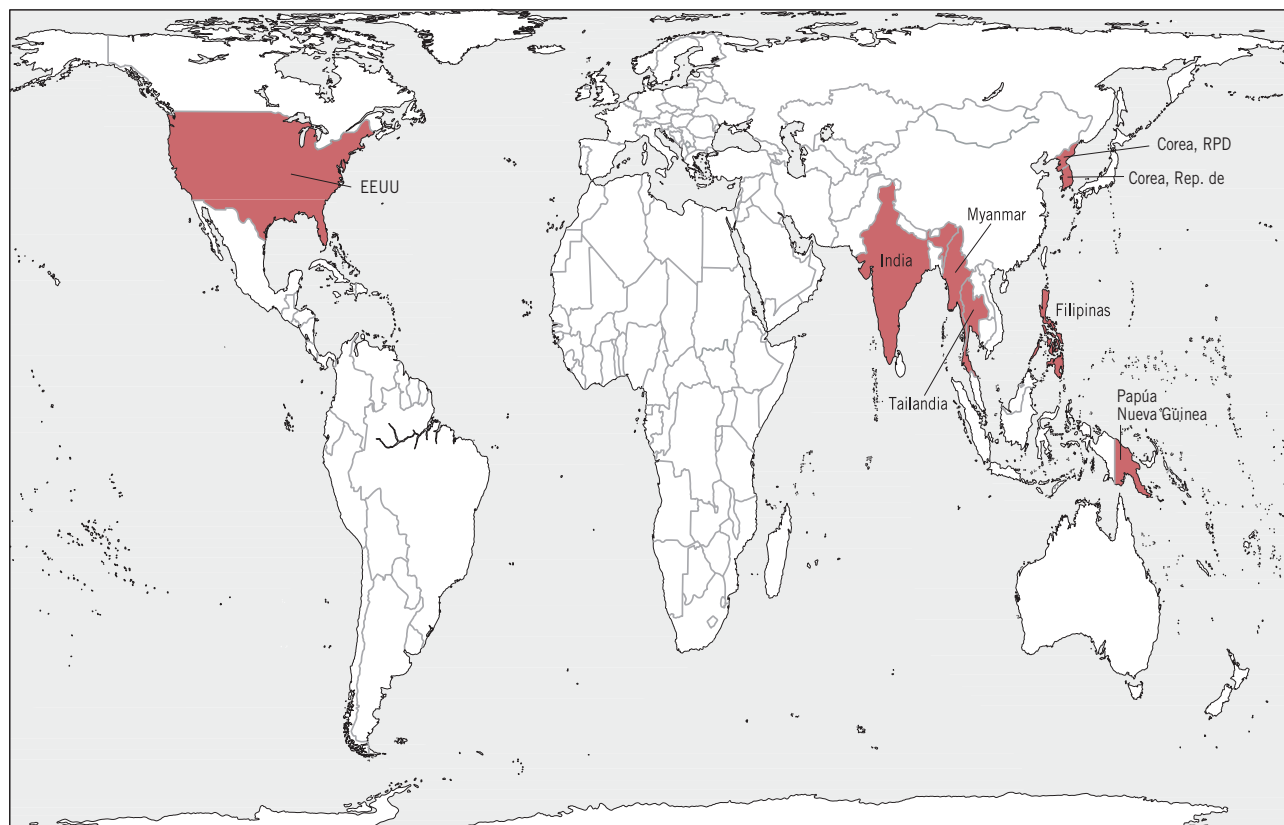 EEUU
Corea, RPD
Corea, Rep. de
Myanmar
India
Filipinas
Tailandia
Papúa
Nueva Guinea